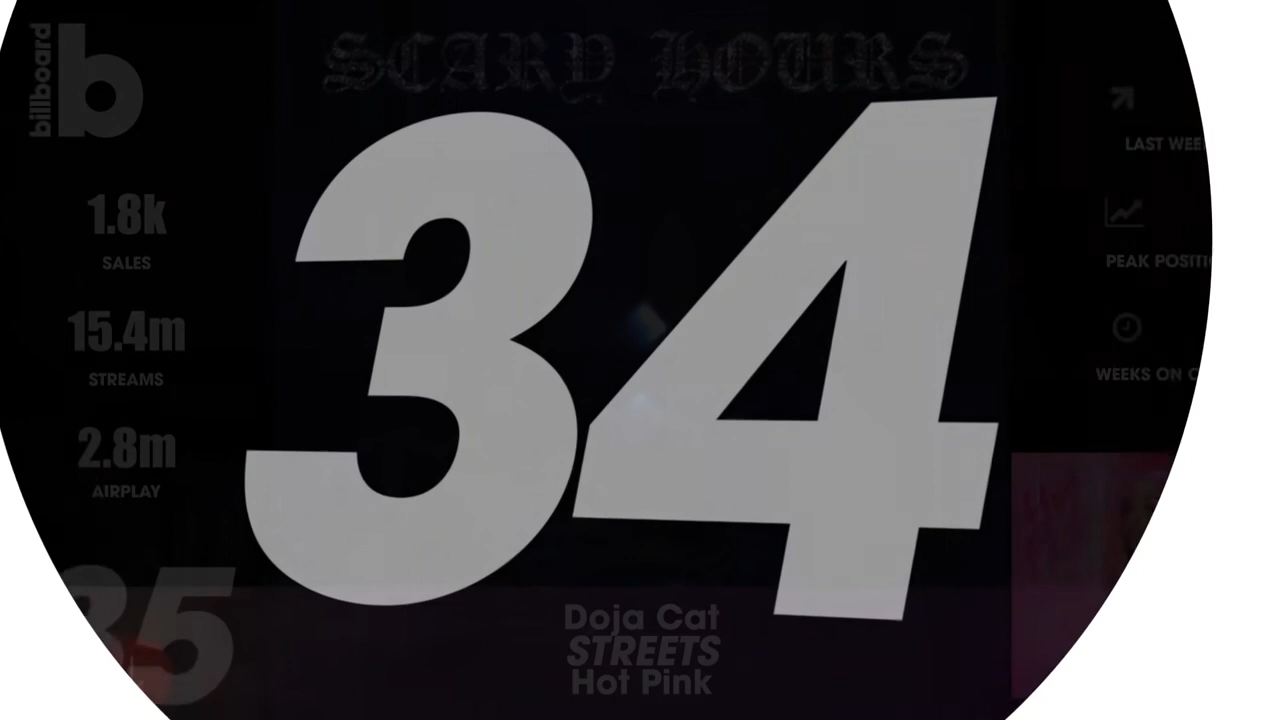 billboard
b
SCARY HOURS
34
LAST WEE
1.8k
SALES
PEAK POSITI
15.4m
STREAMS
WEEKS ON C
2.8m
AIRPLAY
35
Doja Cat
STREETS
Hot Pink